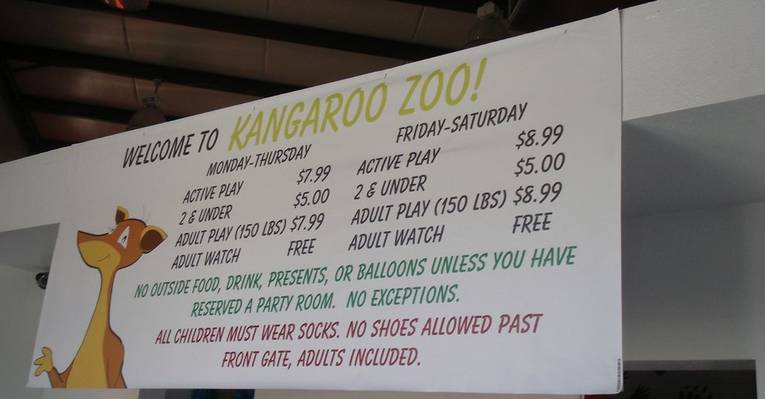 WELCOME TO KANGAROO ZOO!
MONDAY-THURSDAY
ACTIVE PLAY $7.99
2 & UNDER $5.00
ADULT PLAY (150 LBS) $7.99
ADULT WATCH FREE
FRIDAY-SATURDAY
ACTIVE PLAY $8.99
2 & UNDER $5.00
ADULT PLAY (150 LBS) $8.99
ADULT WATCH FREE
NO OUTSIDE FOOD, DRINK, PRESENTS, OR BALLOONS UNLESS YOU HAVE
RESERVED A PARTY ROOM. NO EXCEPTIONS.
ALL CHILDREN MUST WEAR SOCKS. NO SHOES ALLOWED PAST
FRONT GATE, ADULTS INCLUDED.